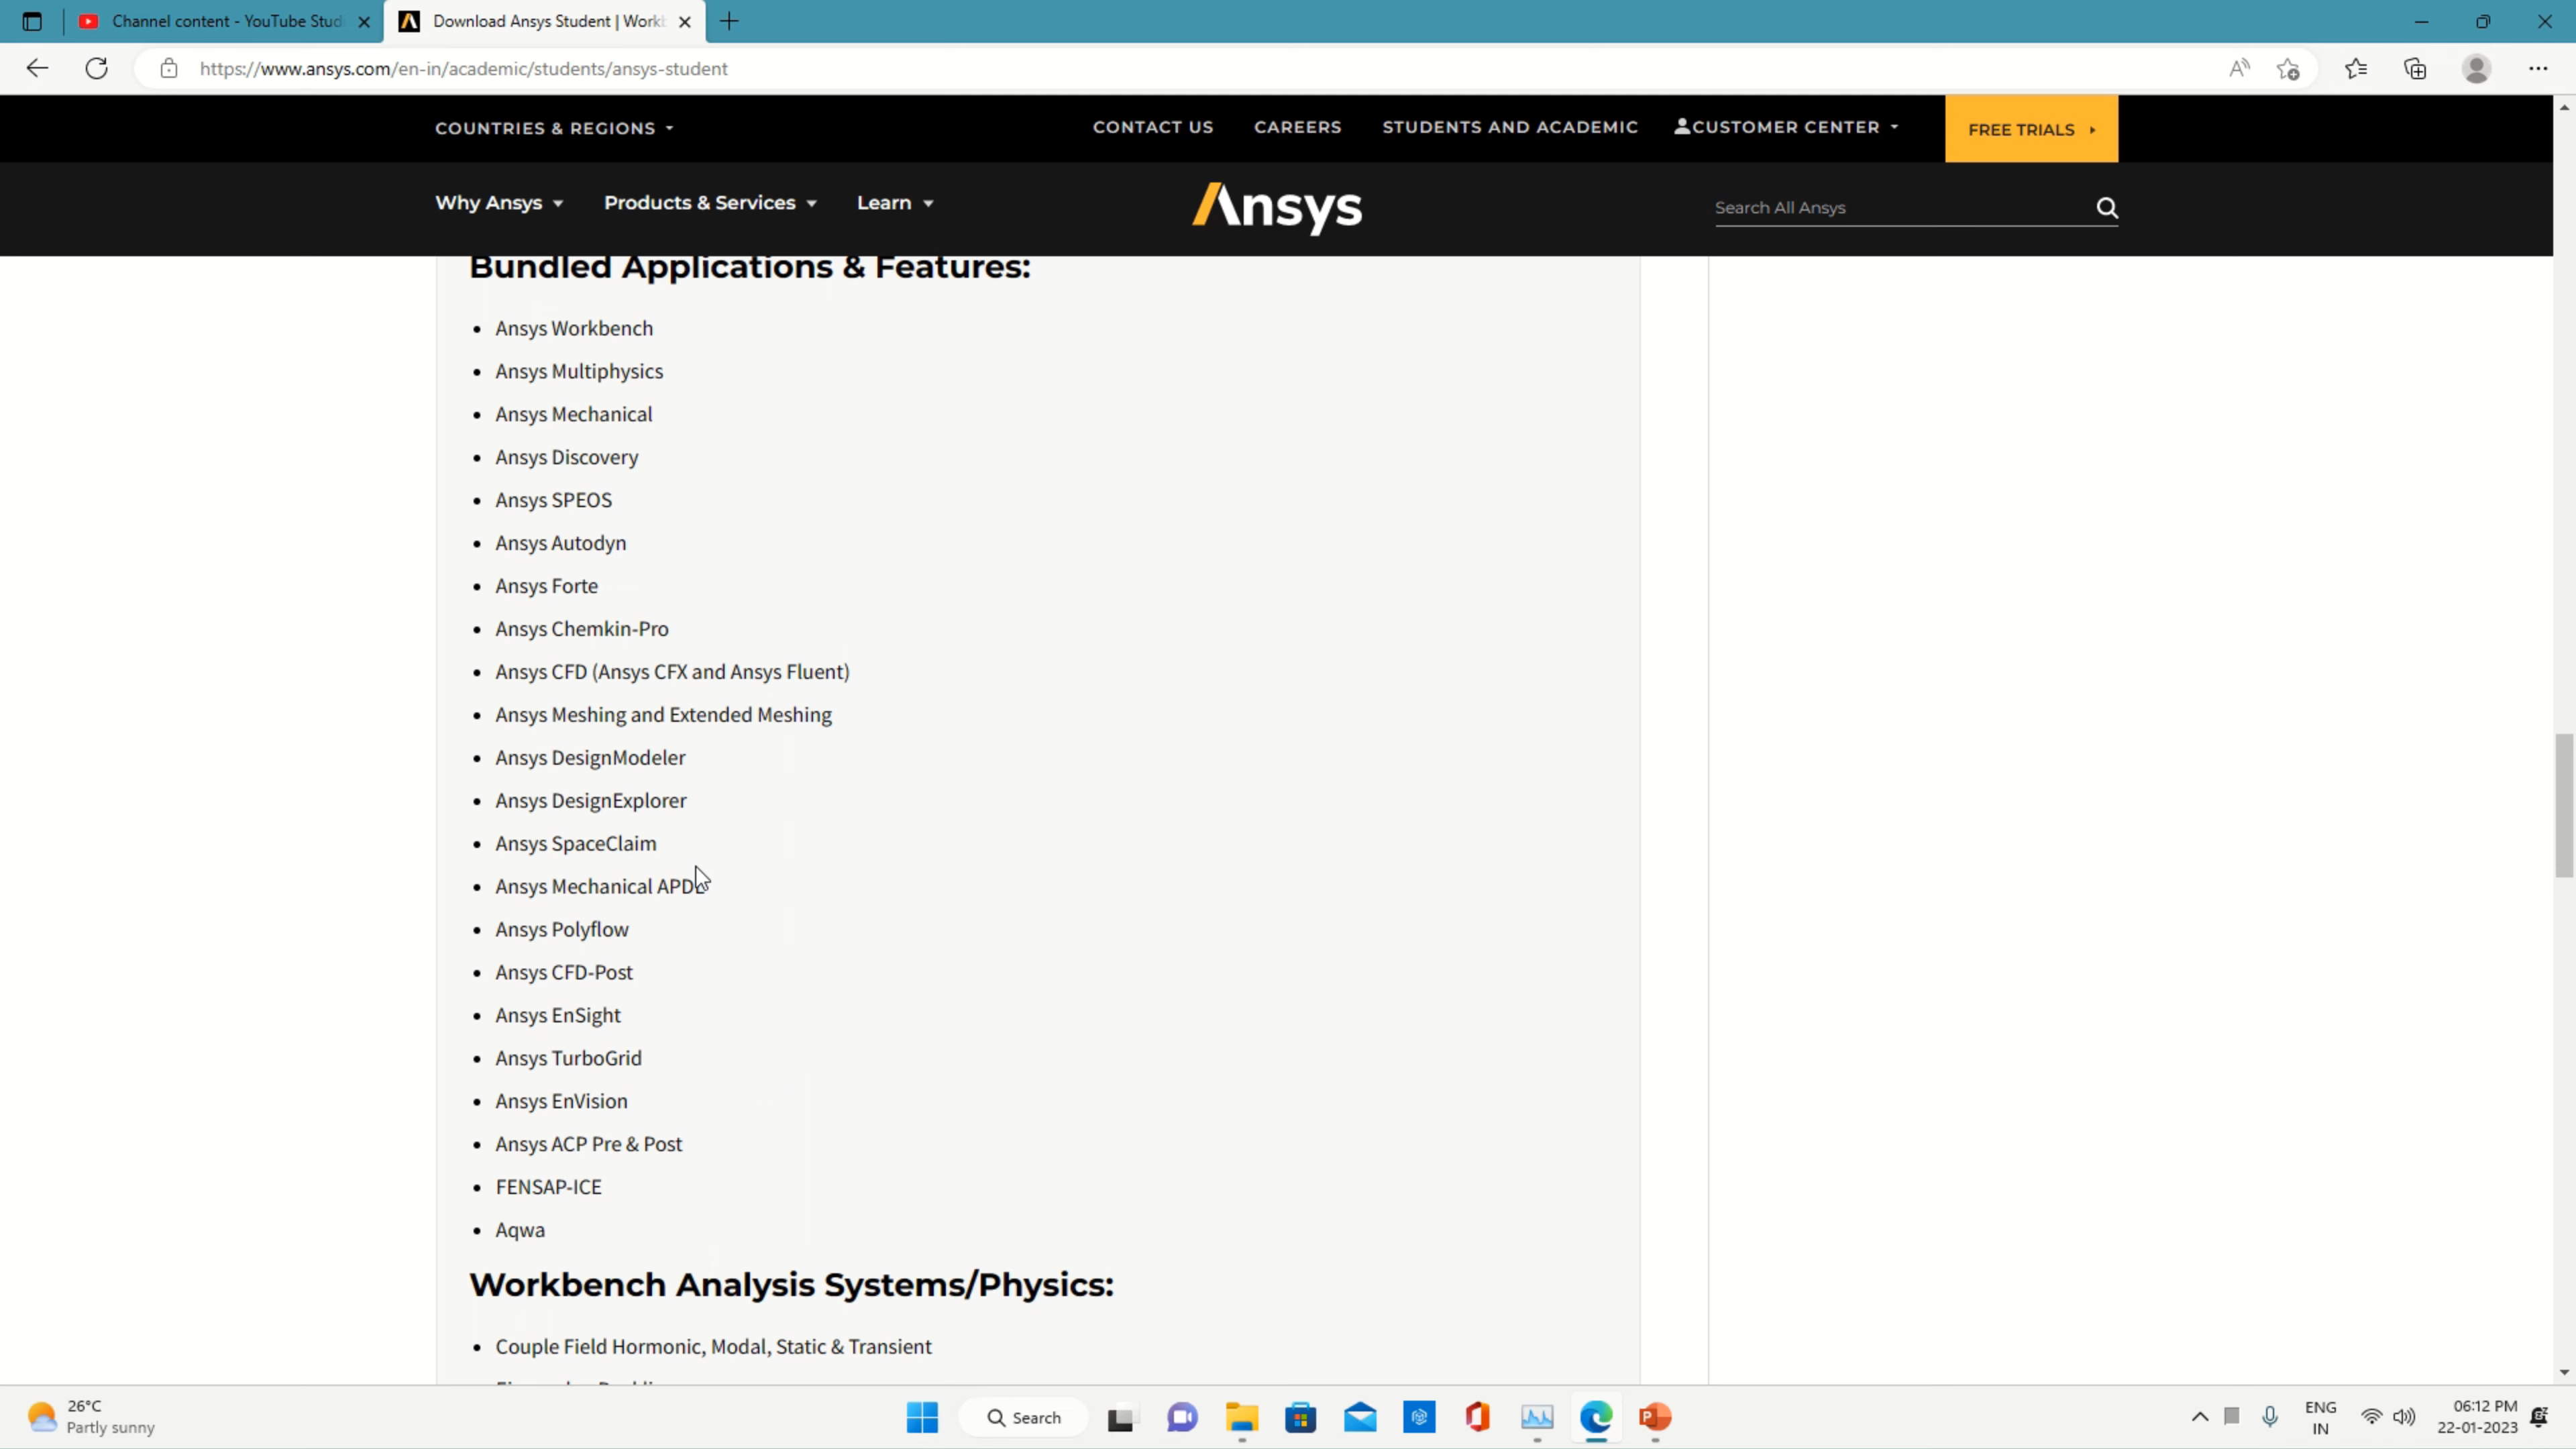 Channel content - YouTube Studi
Download Ansys Student | Workb
https://www.ansys.com/en-in/academic/students/ansys-student
COUNTRIES & REGIONS
CONTACT US
CAREERS
STUDENTS AND ACADEMIC
CUSTOMER CENTER
FREE TRIALS
Why Ansys
Products & Services
Learn
Ansys
Search All Ansys
Bundled Applications & Features:
• Ansys Workbench
• Ansys Multiphysics
• Ansys Mechanical
• Ansys Discovery
• Ansys SPEOS
• Ansys Autodyn
• Ansys Forte
• Ansys Chemkin-Pro
• Ansys CFD (Ansys CFX and Ansys Fluent)
• Ansys Meshing and Extended Meshing
• Ansys DesignModeler
• Ansys DesignExplorer
• Ansys SpaceClaim
• Ansys Mechanical APDL
• Ansys Polyflow
• Ansys CFD-Post
• Ansys EnSight
• Ansys TurboGrid
• Ansys EnVision
• Ansys ACP Pre & Post
• FENSAP-ICE
• Aqwa
Workbench Analysis Systems/Physics:
• Couple Field Hormonic, Modal, Static & Transient
26°C
Partly sunny
Search
ENG
IN
06:12 PM
22-01-2023